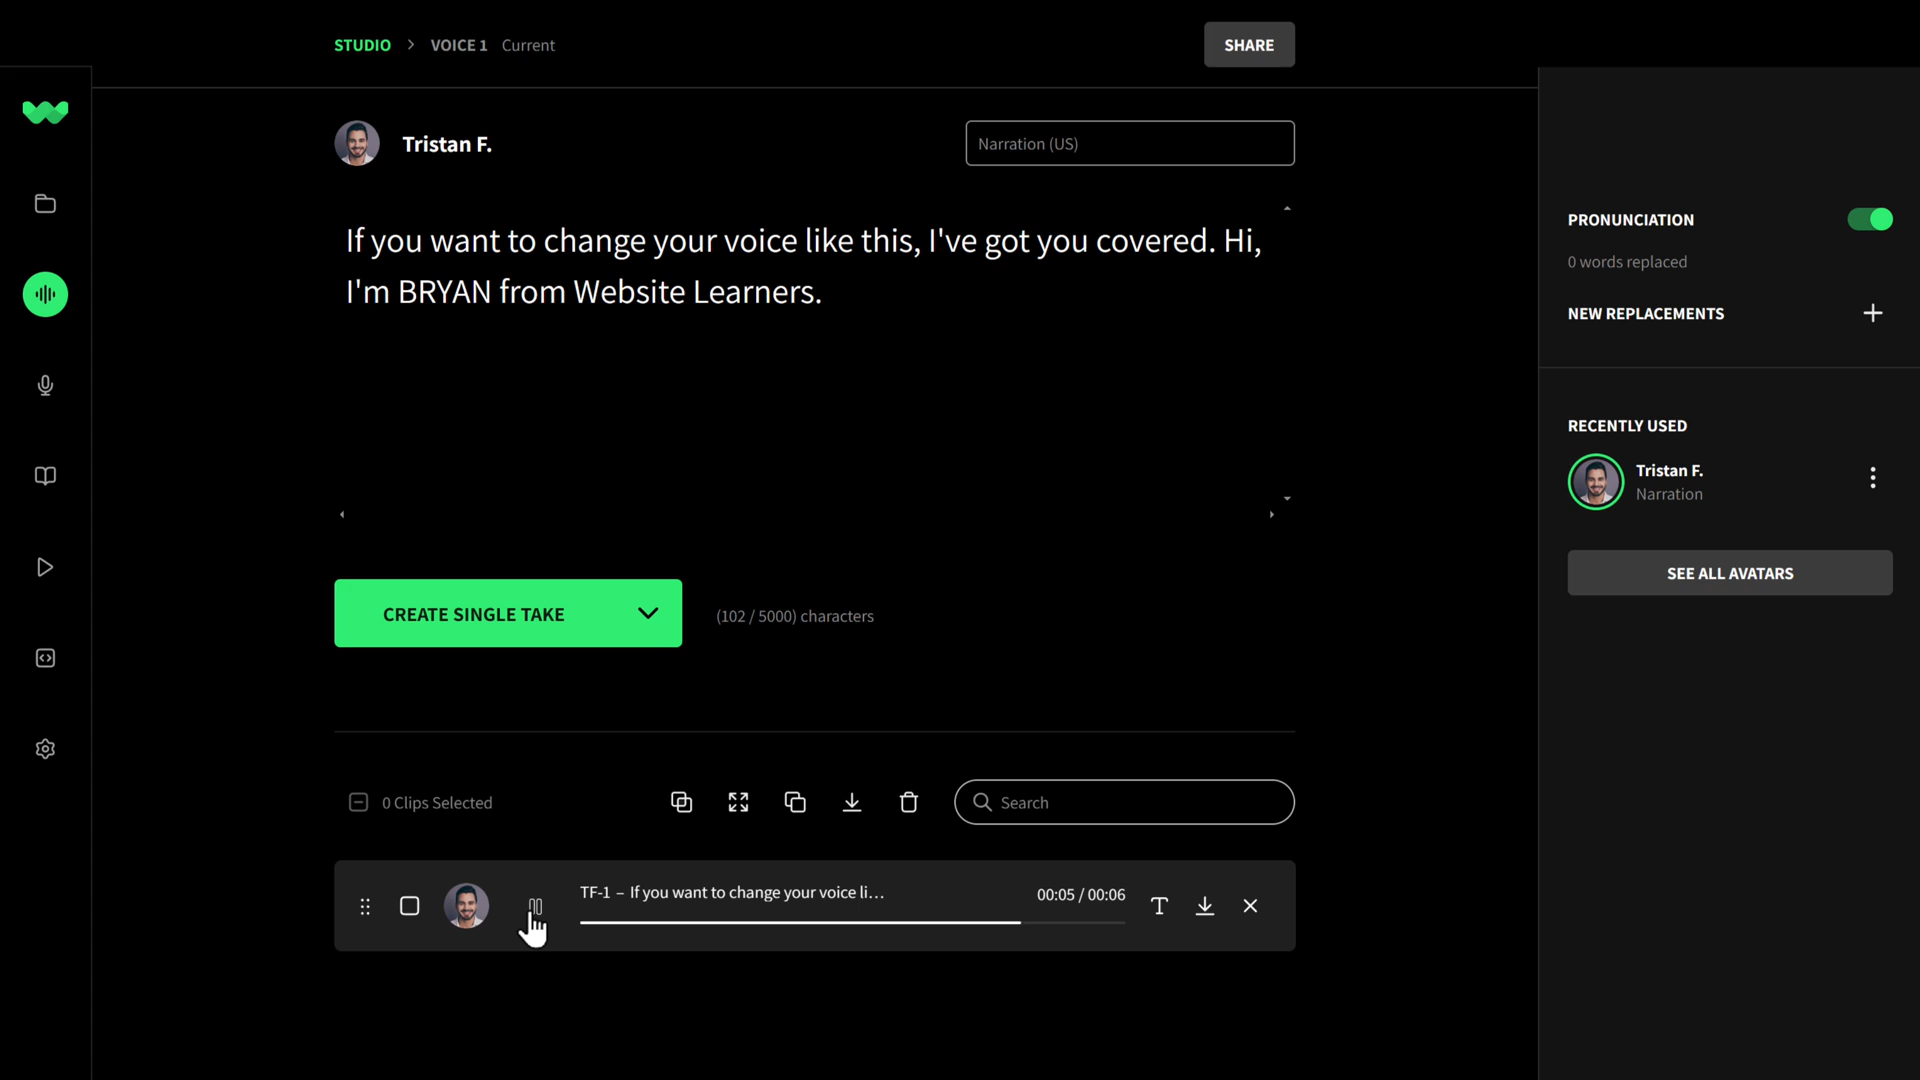 STUDIO > VOICE 1 Current
SHARE
Tristan F.
Narration (US)
If you want to change your voice like this, I've got you covered. Hi,
I'm BRYAN from Website Learners.
CREATE SINGLE TAKE
(102 / 5000) characters
0 Clips Selected
Search
TF-1 – If you want to change your voice li...
00:05 / 00:06
PRONUNCIATION
0 words replaced
NEW REPLACEMENTS
RECENTLY USED
Tristan F.
Narration
SEE ALL AVATARS